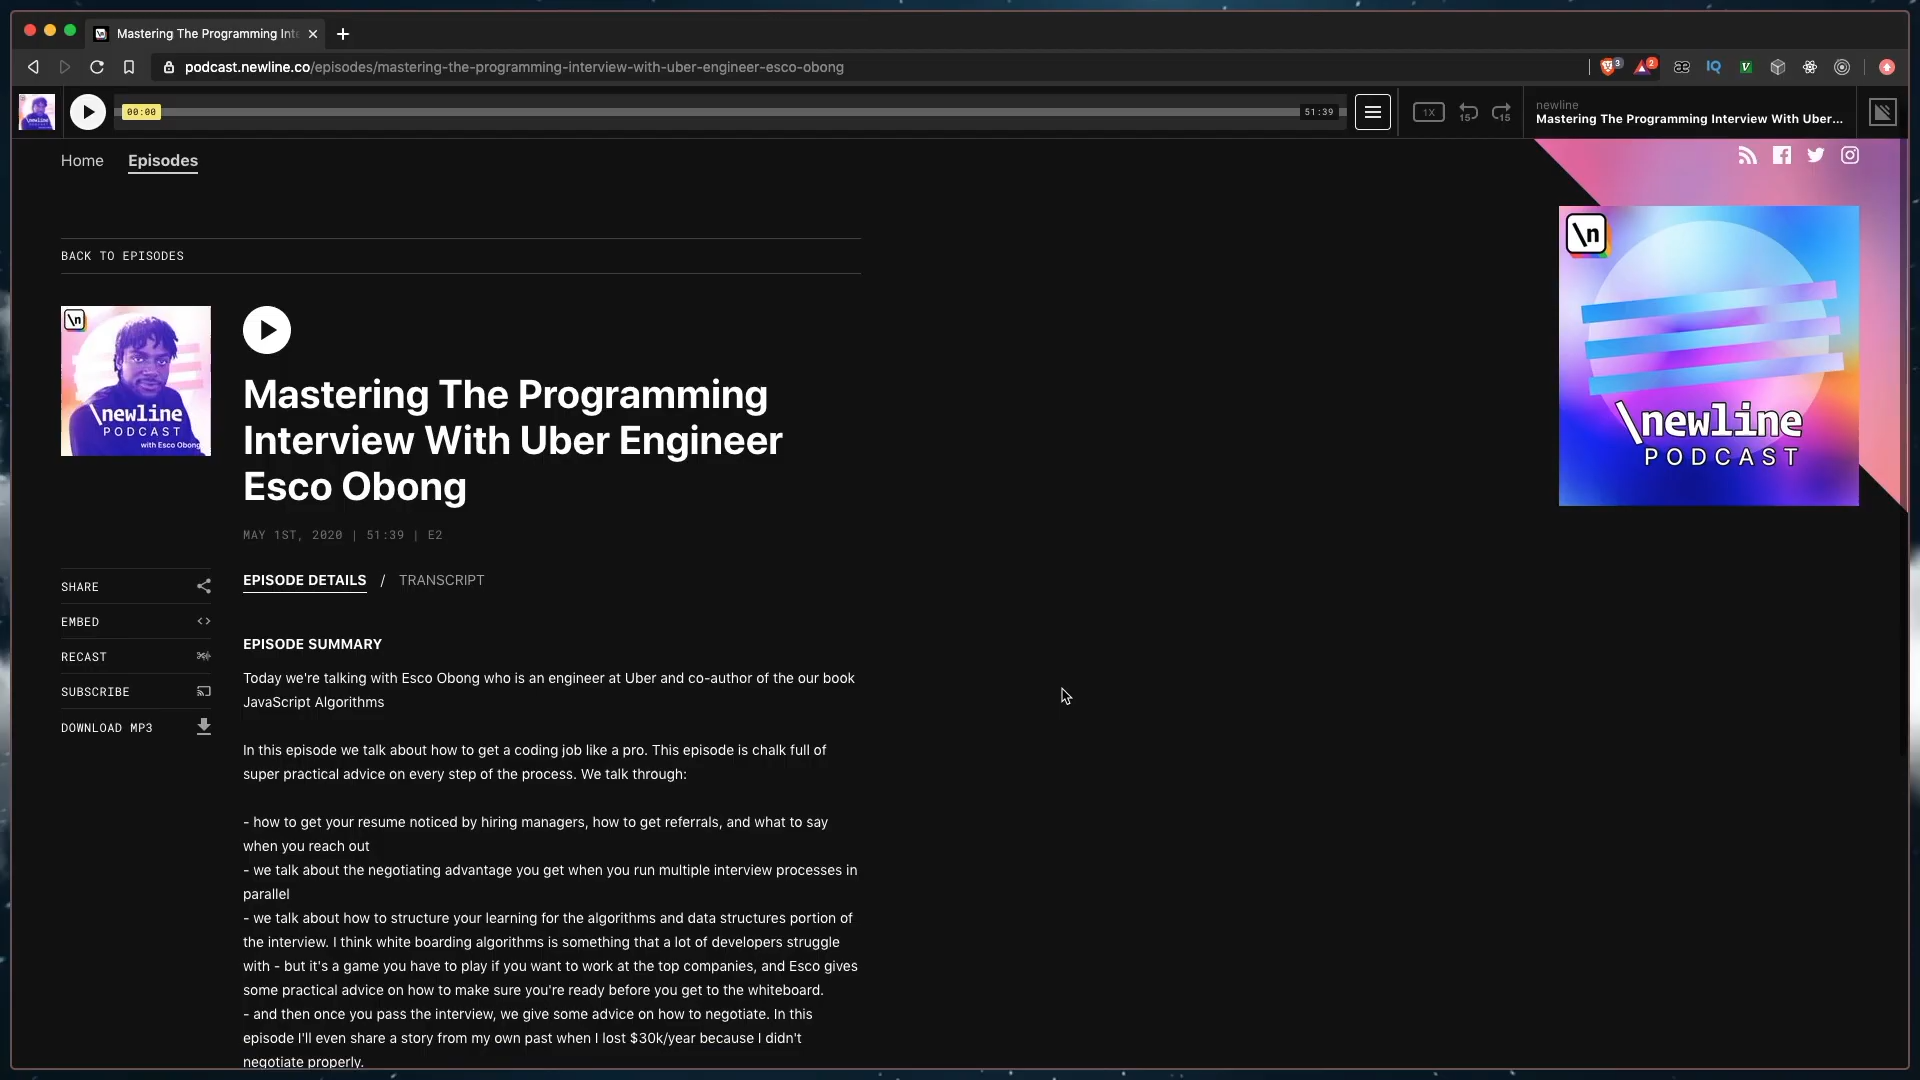 Mastering The Programming Inte
podcast.newline.co/episodes/mastering-the-programming-interview-with-uber-engineer-esco-obong
3
2
IQ
V
00:00
51:39
1X
15
15
newline
Mastering The Programming Interview With Uber...
Home
Episodes
BACK TO EPISODES
\n
\newline
PODCAST
with Esco Obong
Mastering The Programming
Interview With Uber Engineer
Esco Obong
MAY 1ST, 2020 | 51:39 | E2
SHARE
EMBED
RECAST
SUBSCRIBE
DOWNLOAD MP3
EPISODE DETAILS / TRANSCRIPT
EPISODE SUMMARY
Today we're talking with Esco Obong who is an engineer at Uber and co-author of the our book
JavaScript Algorithms
In this episode we talk about how to get a coding job like a pro. This episode is chalk full of
super practical advice on every step of the process. We talk through:
- how to get your resume noticed by hiring managers, how to get referrals, and what to say
when you reach out
- we talk about the negotiating advantage you get when you run multiple interview processes in
parallel
- we talk about how to structure your learning for the algorithms and data structures portion of
the interview. I think white boarding algorithms is something that a lot of developers struggle
with - but it's a game you have to play if you want to work at the top companies, and Esco gives
some practical advice on how to make sure you're ready before you get to the whiteboard.
- and then once you pass the interview, we give some advice on how to negotiate. In this
episode I'll even share a story from my own past when I lost $30k/year because I didn't
negotiate properly.
\n
\newline
PODCAST